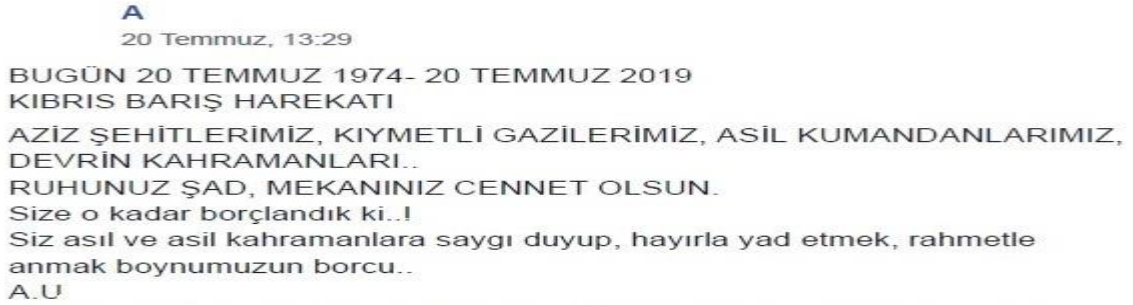 A
20 Temmuz, 13:29
BUGÜN 20 TEMMUZ 1974- 20 TEMMUZ 2019
KIBRIS BARIŞ HAREKATI
AZİZ ŞEHİTLERİMİZ, KIYMETLİ GAZİLERİMİZ, ASİL KUMANDANLARIMIZ,
DEVRİN KAHRAMANLARI..
RUHUNUZ ŞAD, MEKANINIZ CENNET OLSUN.
Size o kadar borçlandık ki..!
Siz asıl ve asil kahramanlara saygı duyup, hayırla yad etmek, rahmetle
anmak boynumuzun borcu..
A.U